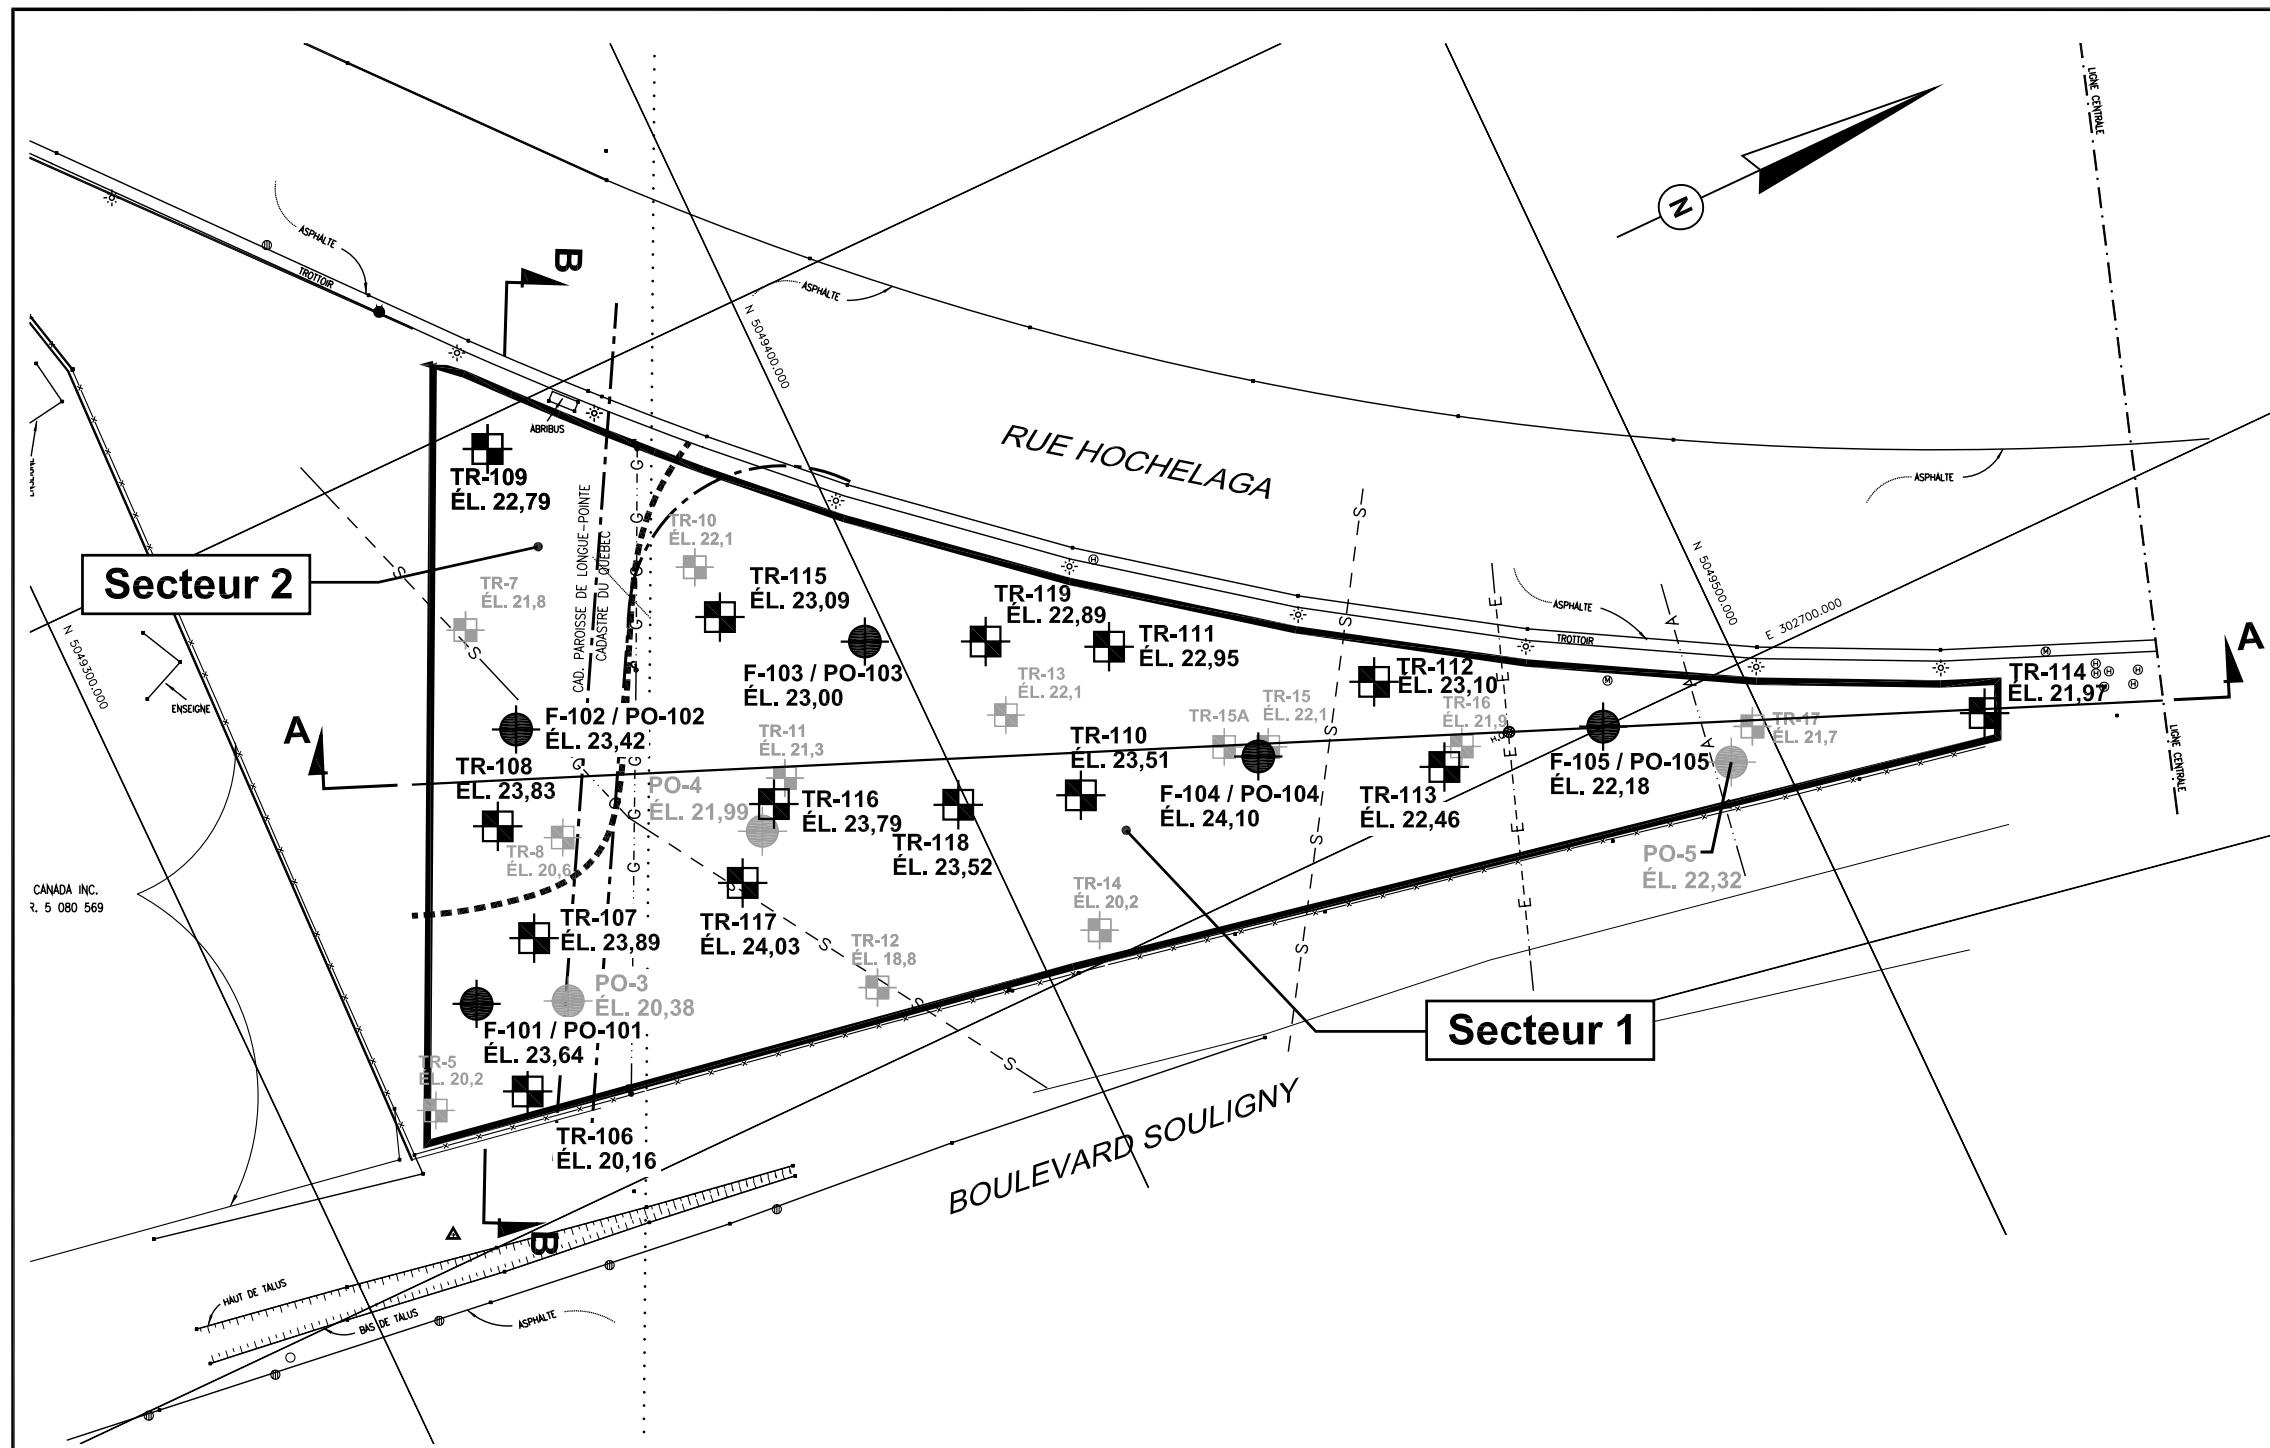 LIGNE CENTRALE
N
B
ASPHALTE
TROTTOIR
ASPHALTE
N 5049400.000
ABRIBUS
RUE HOCHELAGA
ASPHALTE
TR-109
ÉL. 22,79
CAD. PAROISSE DE LONGUE-POINTE
CADASTRE DU QUÉBEC
G
TR-10
ÉL. 22,1
S
Secteur 2
TR-7
ÉL. 21,8
TR-115
ÉL. 23,09
TR-119
ÉL. 22,89
TR-111
ÉL. 22,95
E
ASPHALTE
TROTTOIR
N 5049500.000
E 302700.000
A
N 5049300.000
ENSEIGNE
F-103 / PO-103
ÉL. 23,00
TR-13
ÉL. 22,1
TR-112
ÉL. 23,10
TR-114
ÉL. 21,97
A
F-102 / PO-102
ÉL. 23,42
TR-11
ÉL. 21,3
TR-15A
TR-15
ÉL. 22,1
TR-16
ÉL. 21,9
TR-17
ÉL. 21,7
A
TR-108
ÉL. 23,83
PO-4
ÉL. 21,99
TR-116
ÉL. 23,79
TR-110
ÉL. 23,51
F-104 / PO-104
ÉL. 24,10
TR-113
ÉL. 22,46
F-105 / PO-105
ÉL. 22,18
LIGNE CENTRALE
TR-8
ÉL. 20,6
TR-118
ÉL. 23,52
PO-5
ÉL. 22,32
CANADA INC.
R. 5 080 569
TR-107
ÉL. 23,89
TR-117
ÉL. 24,03
TR-14
ÉL. 20,2
TR-12
ÉL. 18,8
PO-3
ÉL. 20,38
F-101 / PO-101
ÉL. 23,64
Secteur 1
TR-5
ÉL. 20,2
TR-106
ÉL. 20,16
BOULEVARD SOULIGNY
B
HAUT DE TALUS
BAS DE TALUS
ASPHALTE